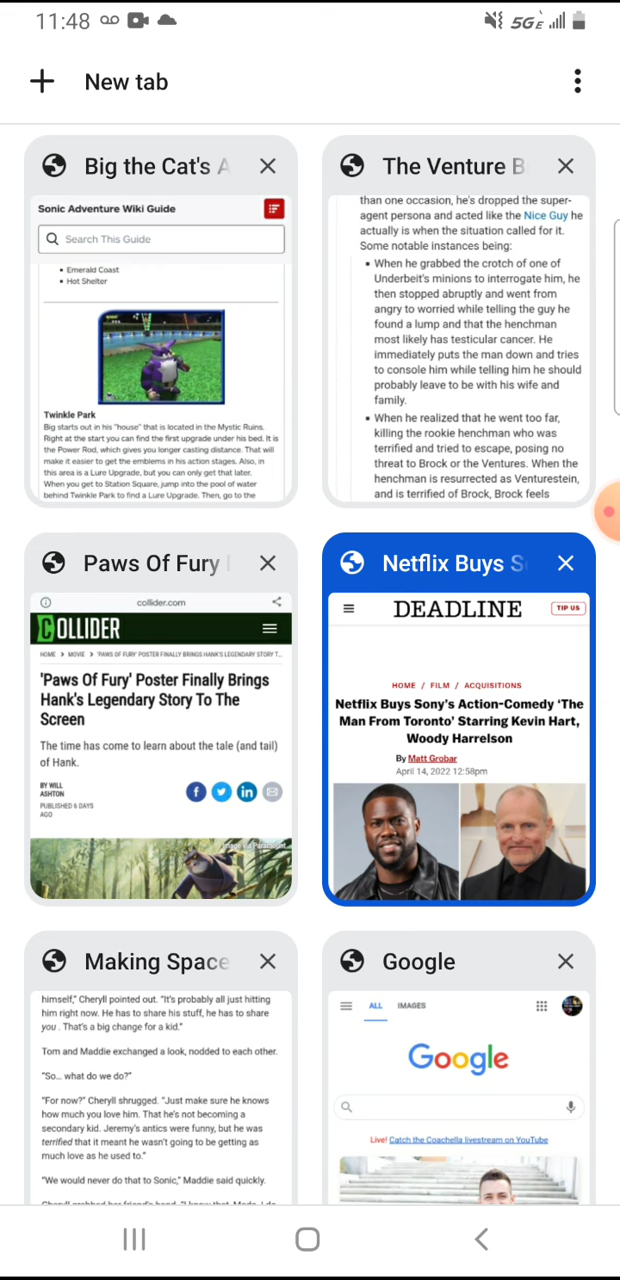 11:48
5GE
New tab
Big the Cat's A
Sonic Adventure Wiki Guide
Search This Guide
Emerald Coast
Hot Shelter
Twinkle Park
Big starts out in his "house" that is located in the Mystic Ruins.
Right at the start you can find the first upgrade under his bed. It is
the Power Rod, which gives you longer casting distance. That will
make it easier to get the emblems in his action stages. Also, in
this area is a Lure Upgrade, but you can only get that later.
When you get to Station Square, jump into the pool of water
behind Twinkle Park to find a Lure Upgrade. Then, go to the
The Venture B
than one occasion, he's dropped the super-
agent persona and acted like the Nice Guy he
actually is when the situation called for it.
Some notable instances being:
When he grabbed the crotch of one of
Underbeit's minions to interrogate him, he
then stopped abruptly and went from
angry to worried while telling the guy he
found a lump and that the henchman
most likely has testicular cancer. He
immediately puts the man down and tries
to console him while telling him he should
probably leave to be with his wife and
family.
When he realized that he went too far,
killing the rookie henchman who was
terrified and tried to escape, posing no
threat to Brock or the Ventures. When the
henchman is resurrected as Venturestein,
and is terrified of Brock, Brock feels
Paws Of Fury
collider.com
COLLIDER
HOME > MOVIE > 'PAWS OF FURY' POSTER FINALLY BRINGS HANK'S LEGENDARY STORY T...
'Paws Of Fury' Poster Finally Brings
Hank's Legendary Story To The
Screen
The time has come to learn about the tale (and tail)
of Hank.
BY WILL
ASHTON
PUBLISHED 6 DAYS
AGO
Image via Paramount
Netflix Buys S
DEADLINE
TIP US
HOME / FILM / ACQUISITIONS
Netflix Buys Sony's Action-Comedy 'The
Man From Toronto' Starring Kevin Hart,
Woody Harrelson
By Matt Grobar
April 14, 2022 12:58pm
Making Space
himself," Cheryll pointed out. "It's probably all just hitting
him right now. He has to share his stuff, he has to share
you. That's a big change for a kid."
Tom and Maddie exchanged a look, nodded to each other.
"So... what do we do?"
"For now?" Cheryll shrugged. "Just make sure he knows
how much you love him. That he's not becoming a
secondary kid. Jeremy's antics were funny, but he was
terrified that it meant he wasn't going to be getting as
much love as he used to."
"We would never do that to Sonic," Maddie said quickly.
Google
ALL IMAGES
Google
Live! Catch the Coachella livestream on YouTube